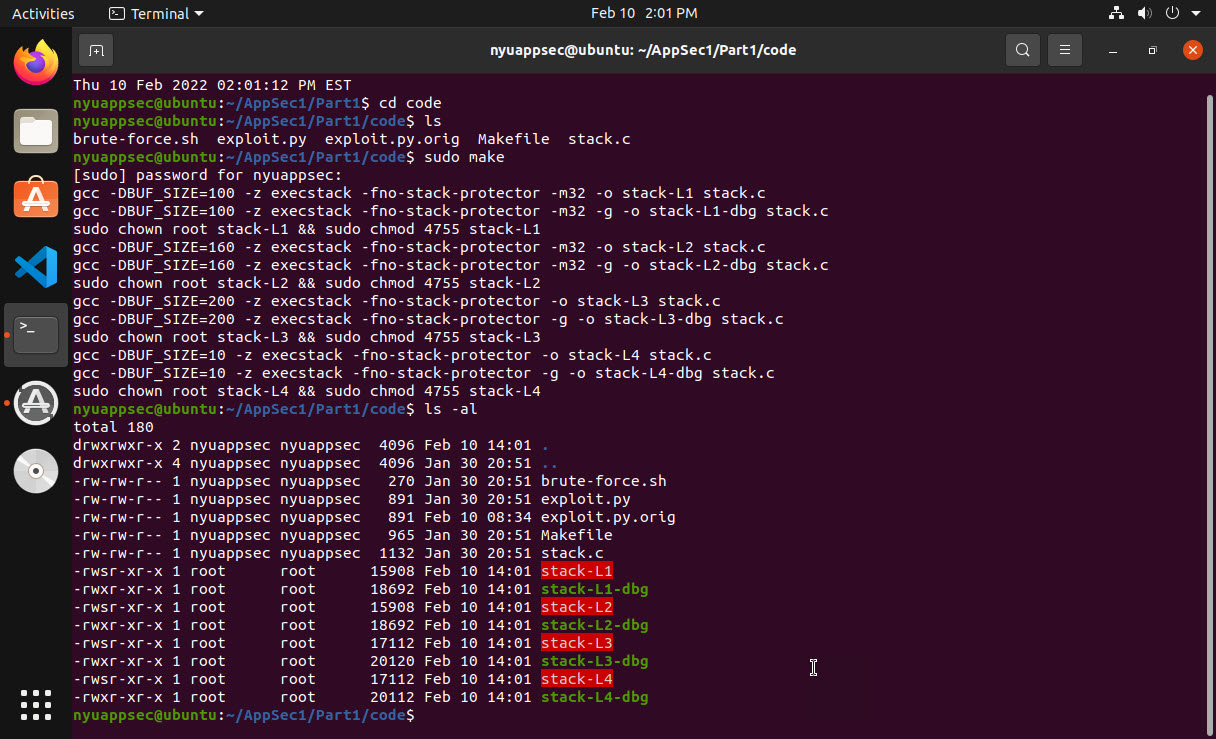 Activities Terminal Feb 10 2:01 PM
nyuappsec@ubuntu: ~/AppSec1/Part1/code
Thu 10 Feb 2022 02:01:12 PM EST
nyuappsec@ubuntu:~/AppSec1/Part1$ cd code
nyuappsec@ubuntu:~/AppSec1/Part1/code$ ls
brute-force.sh  exploit.py  exploit.py.orig  Makefile  stack.c
nyuappsec@ubuntu:~/AppSec1/Part1/code$ sudo make
[sudo] password for nyuappsec:
gcc -DBUF_SIZE=100 -z execstack -fno-stack-protector -m32 -o stack-L1 stack.c
gcc -DBUF_SIZE=100 -z execstack -fno-stack-protector -m32 -g -o stack-L1-dbg stack.c
sudo chown root stack-L1 && sudo chmod 4755 stack-L1
gcc -DBUF_SIZE=160 -z execstack -fno-stack-protector -m32 -o stack-L2 stack.c
gcc -DBUF_SIZE=160 -z execstack -fno-stack-protector -m32 -g -o stack-L2-dbg stack.c
sudo chown root stack-L2 && sudo chmod 4755 stack-L2
gcc -DBUF_SIZE=200 -z execstack -fno-stack-protector -o stack-L3 stack.c
gcc -DBUF_SIZE=200 -z execstack -fno-stack-protector -g -o stack-L3-dbg stack.c
sudo chown root stack-L3 && sudo chmod 4755 stack-L3
gcc -DBUF_SIZE=10 -z execstack -fno-stack-protector -o stack-L4 stack.c
gcc -DBUF_SIZE=10 -z execstack -fno-stack-protector -g -o stack-L4-dbg stack.c
sudo chown root stack-L4 && sudo chmod 4755 stack-L4
nyuappsec@ubuntu:~/AppSec1/Part1/code$ ls -al
total 180
drwxrwxr-x 2 nyuappsec nyuappsec  4096 Feb 10 14:01 .
drwxrwxr-x 4 nyuappsec nyuappsec  4096 Jan 30 20:51 ..
-rw-rw-r-- 1 nyuappsec nyuappsec   270 Jan 30 20:51 brute-force.sh
-rw-rw-r-- 1 nyuappsec nyuappsec   891 Jan 30 20:51 exploit.py
-rw-rw-r-- 1 nyuappsec nyuappsec   891 Feb 10 08:34 exploit.py.orig
-rw-rw-r-- 1 nyuappsec nyuappsec   965 Jan 30 20:51 Makefile
-rw-rw-r-- 1 nyuappsec nyuappsec  1132 Jan 30 20:51 stack.c
-rwsr-xr-x 1 root      root      15908 Feb 10 14:01 stack-L1
-rwxr-xr-x 1 root      root      18692 Feb 10 14:01 stack-L1-dbg
-rwsr-xr-x 1 root      root      15908 Feb 10 14:01 stack-L2
-rwxr-xr-x 1 root      root      18692 Feb 10 14:01 stack-L2-dbg
-rwsr-xr-x 1 root      root      17112 Feb 10 14:01 stack-L3
-rwxr-xr-x 1 root      root      20120 Feb 10 14:01 stack-L3-dbg
-rwsr-xr-x 1 root      root      17112 Feb 10 14:01 stack-L4
-rwxr-xr-x 1 root      root      20112 Feb 10 14:01 stack-L4-dbg
nyuappsec@ubuntu:~/AppSec1/Part1/code$